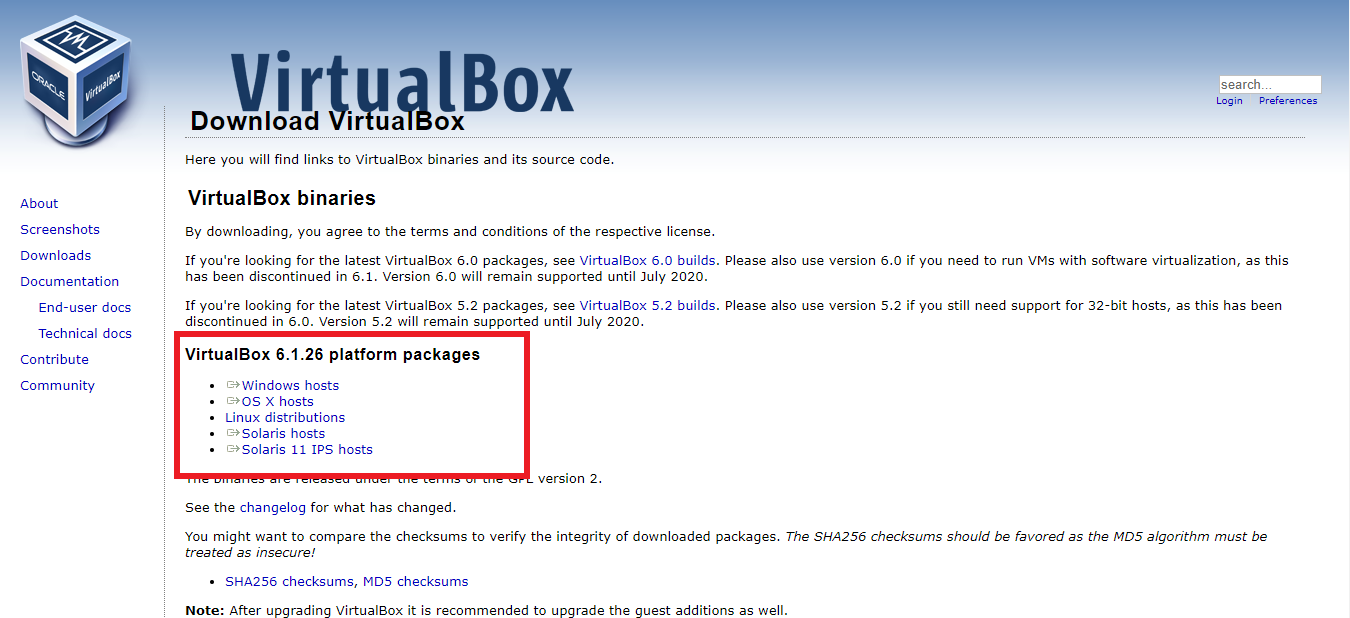 ORACLE
VirtualBox
VirtualBox
search...
Login Preferences
Download VirtualBox
Here you will find links to VirtualBox binaries and its source code.
About
Screenshots
Downloads
Documentation
End-user docs
Technical docs
Contribute
Community
VirtualBox binaries
By downloading, you agree to the terms and conditions of the respective license.
If you're looking for the latest VirtualBox 6.0 packages, see VirtualBox 6.0 builds. Please also use version 6.0 if you need to run VMs with software virtualization, as this
has been discontinued in 6.1. Version 6.0 will remain supported until July 2020.
If you're looking for the latest VirtualBox 5.2 packages, see VirtualBox 5.2 builds. Please also use version 5.2 if you still need support for 32-bit hosts, as this has been
discontinued in 6.0. Version 5.2 will remain supported until July 2020.
VirtualBox 6.1.26 platform packages
Windows hosts
OS X hosts
Linux distributions
Solaris hosts
Solaris 11 IPS hosts
The binaries are released under the terms of the GPL version 2.
See the changelog for what has changed.
You might want to compare the checksums to verify the integrity of downloaded packages. The SHA256 checksums should be favored as the MD5 algorithm must be
treated as insecure!
SHA256 checksums, MD5 checksums
Note: After upgrading VirtualBox it is recommended to upgrade the guest additions as well.